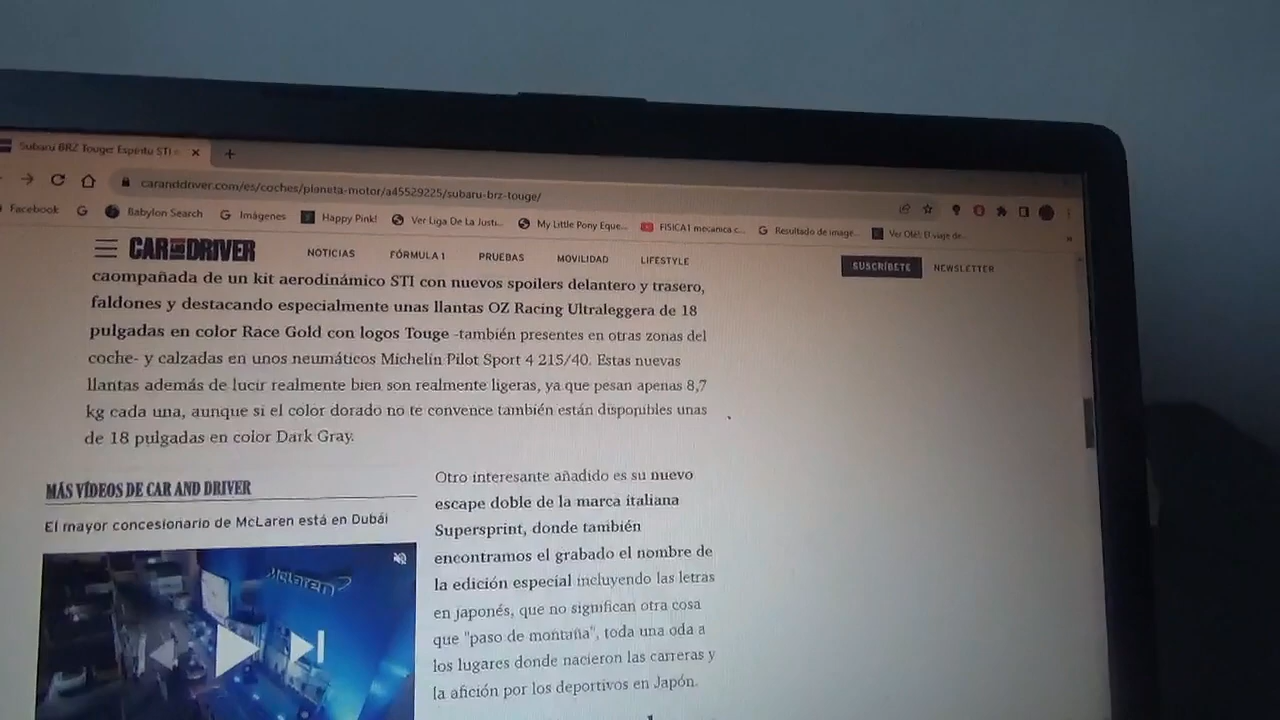 Subaru BRZ Touge: Espíritu STI
caranddriver.com/es/coches/planeta-motor/a45529225/subaru-brz-touge/
Facebook
Babylon Search
Imágenes
Happy Pink!
Ver Liga De La Justi...
My Little Pony Eque...
FISICA1 mecamica c...
Resultado de image...
Ver Olé!: El viaje de...
CAR AND DRIVER
NOTICIAS
FÓRMULA 1
PRUEBAS
MOVILIDAD
LIFESTYLE
SUSCRÍBETE
NEWSLETTER
caompañada de un kit aerodinámico STI con nuevos spoilers delantero y trasero,
faldones y destacando especialmente unas llantas OZ Racing Ultraleggera de 18
pulgadas en color Race Gold con logos Touge -también presentes en otras zonas del
coche- y calzadas en unos neumáticos Michelin Pilot Sport 4 215/40. Estas nuevas
llantas además de lucir realmente bien son realmente ligeras, ya que pesan apenas 8,7
kg cada una, aunque si el color dorado no te convence también están disponibles unas
de 18 pulgadas en color Dark Gray.
MÁS VÍDEOS DE CAR AND DRIVER
El mayor concesionario de McLaren está en Dubái
McLaren
Otro interesante añadido es su nuevo
escape doble de la marca italiana
Supersprint, donde también
encontramos el grabado el nombre de
la edición especial incluyendo las letras
en japonés, que no significan otra cosa
que "paso de montaña", toda una oda a
los lugares donde nacieron las carreras y
la afición por los deportivos en Japón.